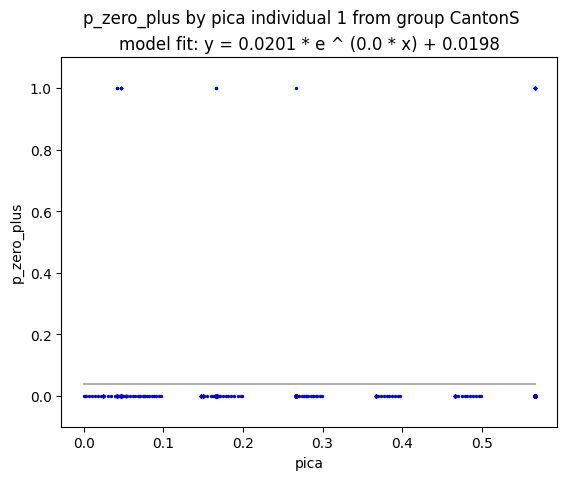 p_zero_plus by pica individual 1 from group CantonS
model fit: y = 0.0201 * e ^ (0.0 * x) + 0.0198
1.0
0.8
0.6
0.4
0.2
0.0
p_zero_plus
0.0 0.1 0.2 0.3 0.4 0.5
pica